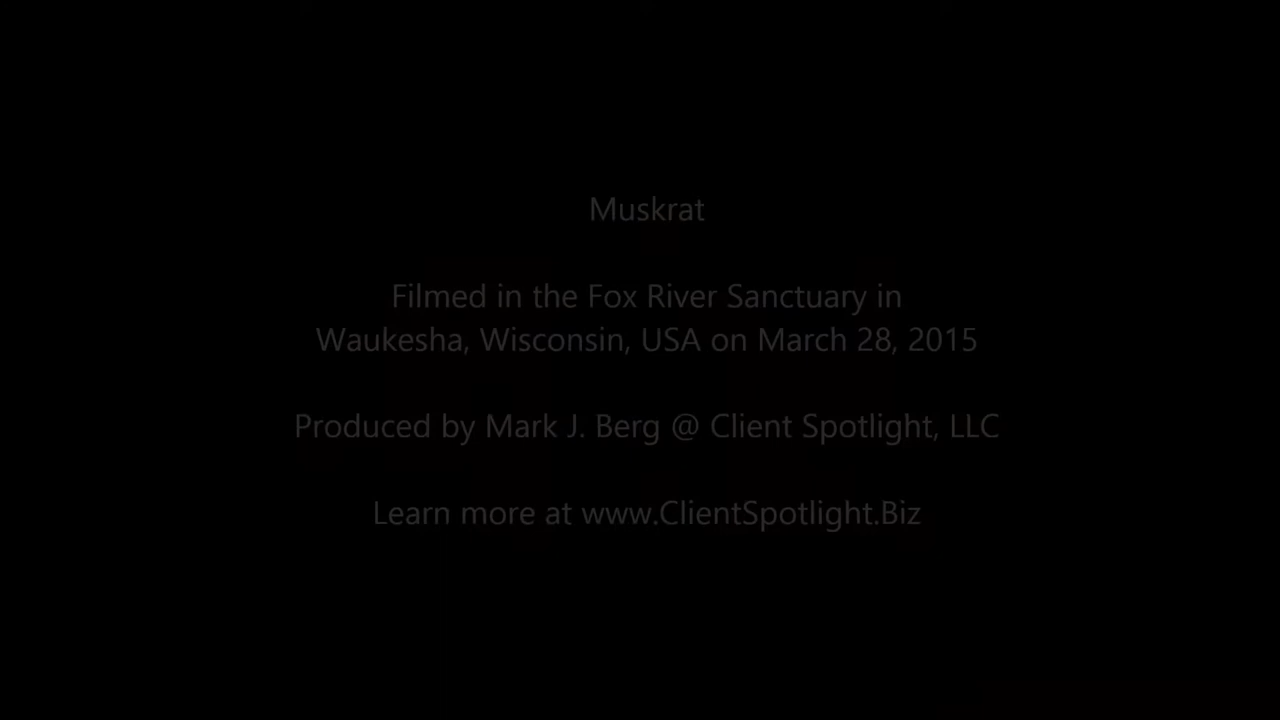 Muskrat
Filmed in the Fox River Sanctuary in
Waukesha, Wisconsin, USA on March 28, 2015
Produced by Mark J. Berg @ Client Spotlight, LLC
Learn more at www.ClientSpotlight.Biz